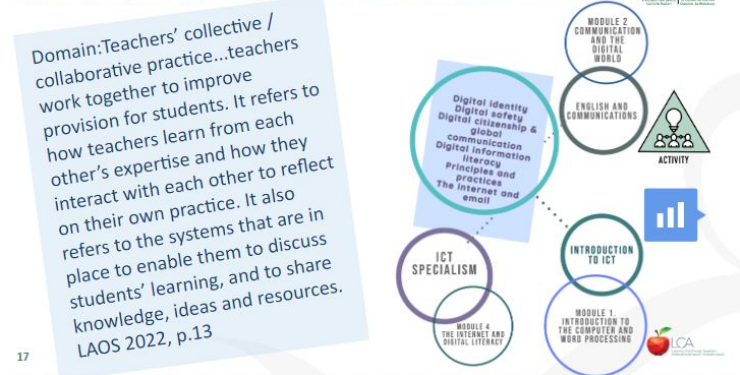 Domain:Teachers' collective /
collaborative practice...teachers
work together to improve
provision for students. It refers to
how teachers learn from each
other's expertise and how they
interact with each other to reflect
on their own practice. It also
refers to the systems that are in
place to enable them to discuss
students' learning, and to share
knowledge, ideas and resources.
LAOS 2022, p.13
17
MODULE 2
COMMUNICATION
AND THE
DIGITAL
WORLD
Digital identity
Digital safety
Digital citizenship &
global
communication
Digital information
literacy
Principles and
practices
The internet and
email
ENGLISH AND
COMMUNICATIONS
ACTIVITY
ICT
SPECIALISM
INTRODUCTION
TO ICT
MODULE 4
THE INTERNET AND
DIGITAL LITERACY
MODULE 1.
INTRODUCTION TO
THE COMPUTER AND
WORD PROCESSING
LCA